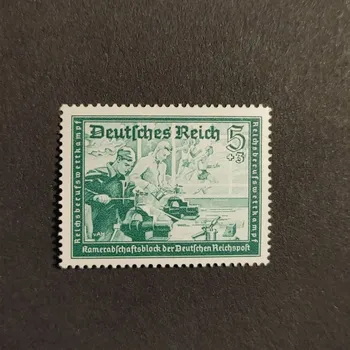 Deutsches Reich
5
+3
Reichsberufswettkampf
Reichsberufswettkampf
Kameradschaftsblock der Deutschen Reichspost